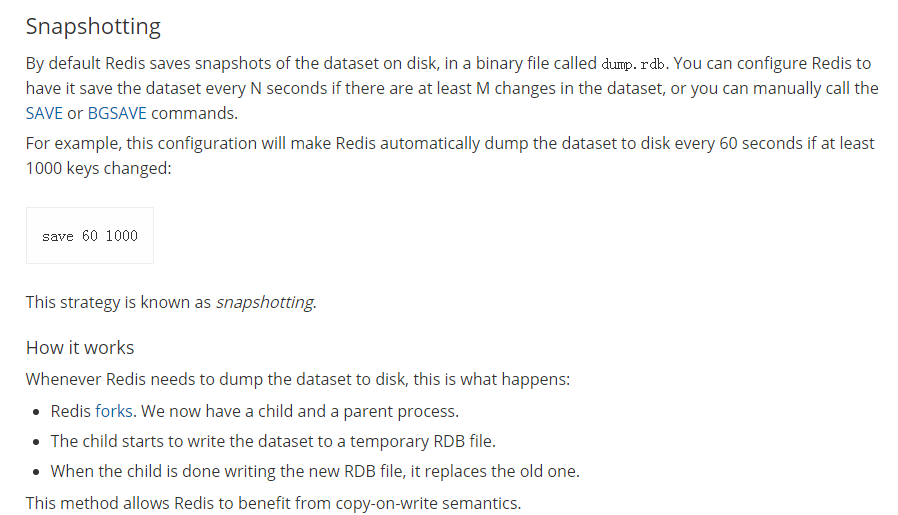 Snapshotting
By default Redis saves snapshots of the dataset on disk, in a binary file called dump.rdb. You can configure Redis to
have it save the dataset every N seconds if there are at least M changes in the dataset, or you can manually call the
SAVE or BGSAVE commands.
For example, this configuration will make Redis automatically dump the dataset to disk every 60 seconds if at least
1000 keys changed:
save 60 1000
This strategy is known as snapshotting.
How it works
Whenever Redis needs to dump the dataset to disk, this is what happens:
• Redis forks. We now have a child and a parent process.
• The child starts to write the dataset to a temporary RDB file.
• When the child is done writing the new RDB file, it replaces the old one.
This method allows Redis to benefit from copy-on-write semantics.